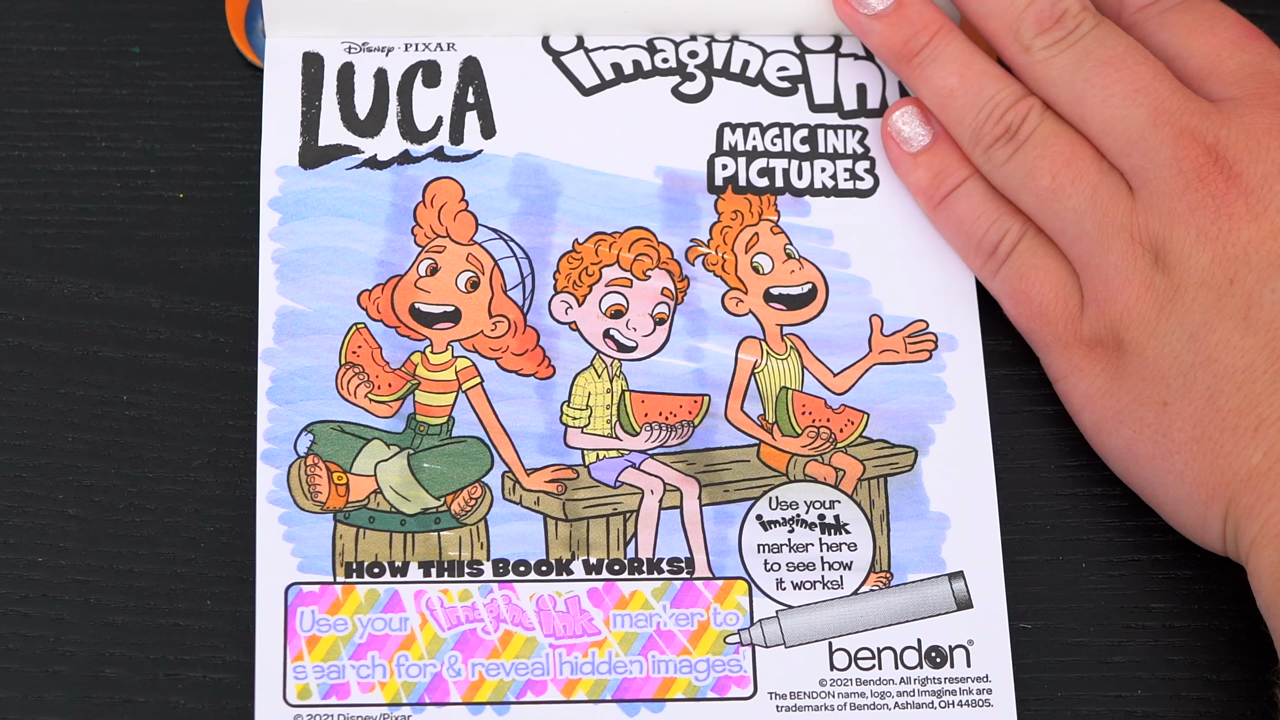 Disney · PIXAR
LUCA
imagine ink
MAGIC INK
PICTURES
Use your
imagine ink
marker here
to see how
it works!
HOW THIS BOOK WORKS!
Use your imagine ink marker to
search for & reveal hidden images.
bendon®
© 2021 Bendon. All rights reserved.
The BENDON name, logo, and Imagine Ink are
trademarks of Bendon, Ashland, OH 44805.
© 2021 Disney/Pixar